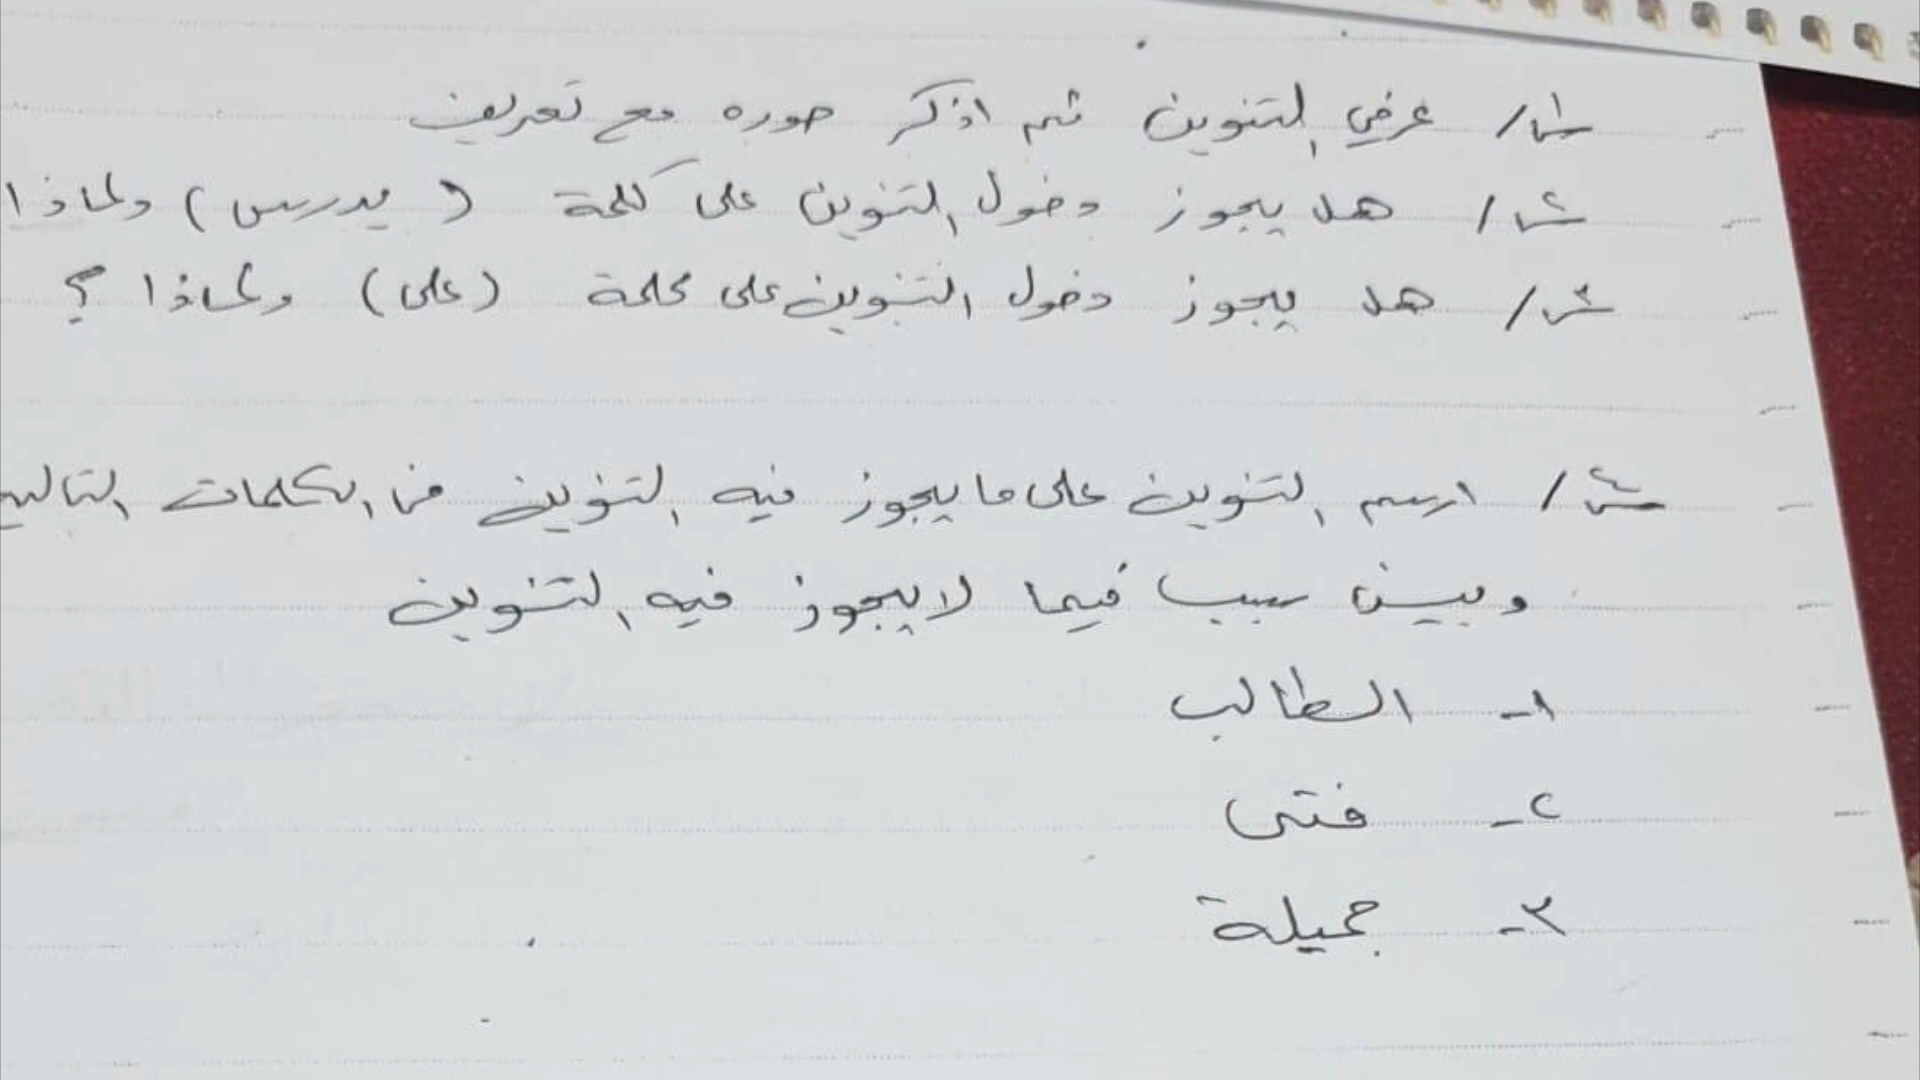 س١/ عرفي التنوين ثم اذكر صوره مع تعريف
س٢/ هل يجوز دخول التنوين على كلمة (يدرس) ولماذا
س٣/ هل يجوز دخول التنوين على كلمة (على) ولماذا ؟
س٤/ ارسم التنوين على ما يجوز فيه التنوين من الكلمات التالية
وبين سبب فيما لا يجوز فيه التنوين
١- الطالب
٢- فتى
٣- جميلة